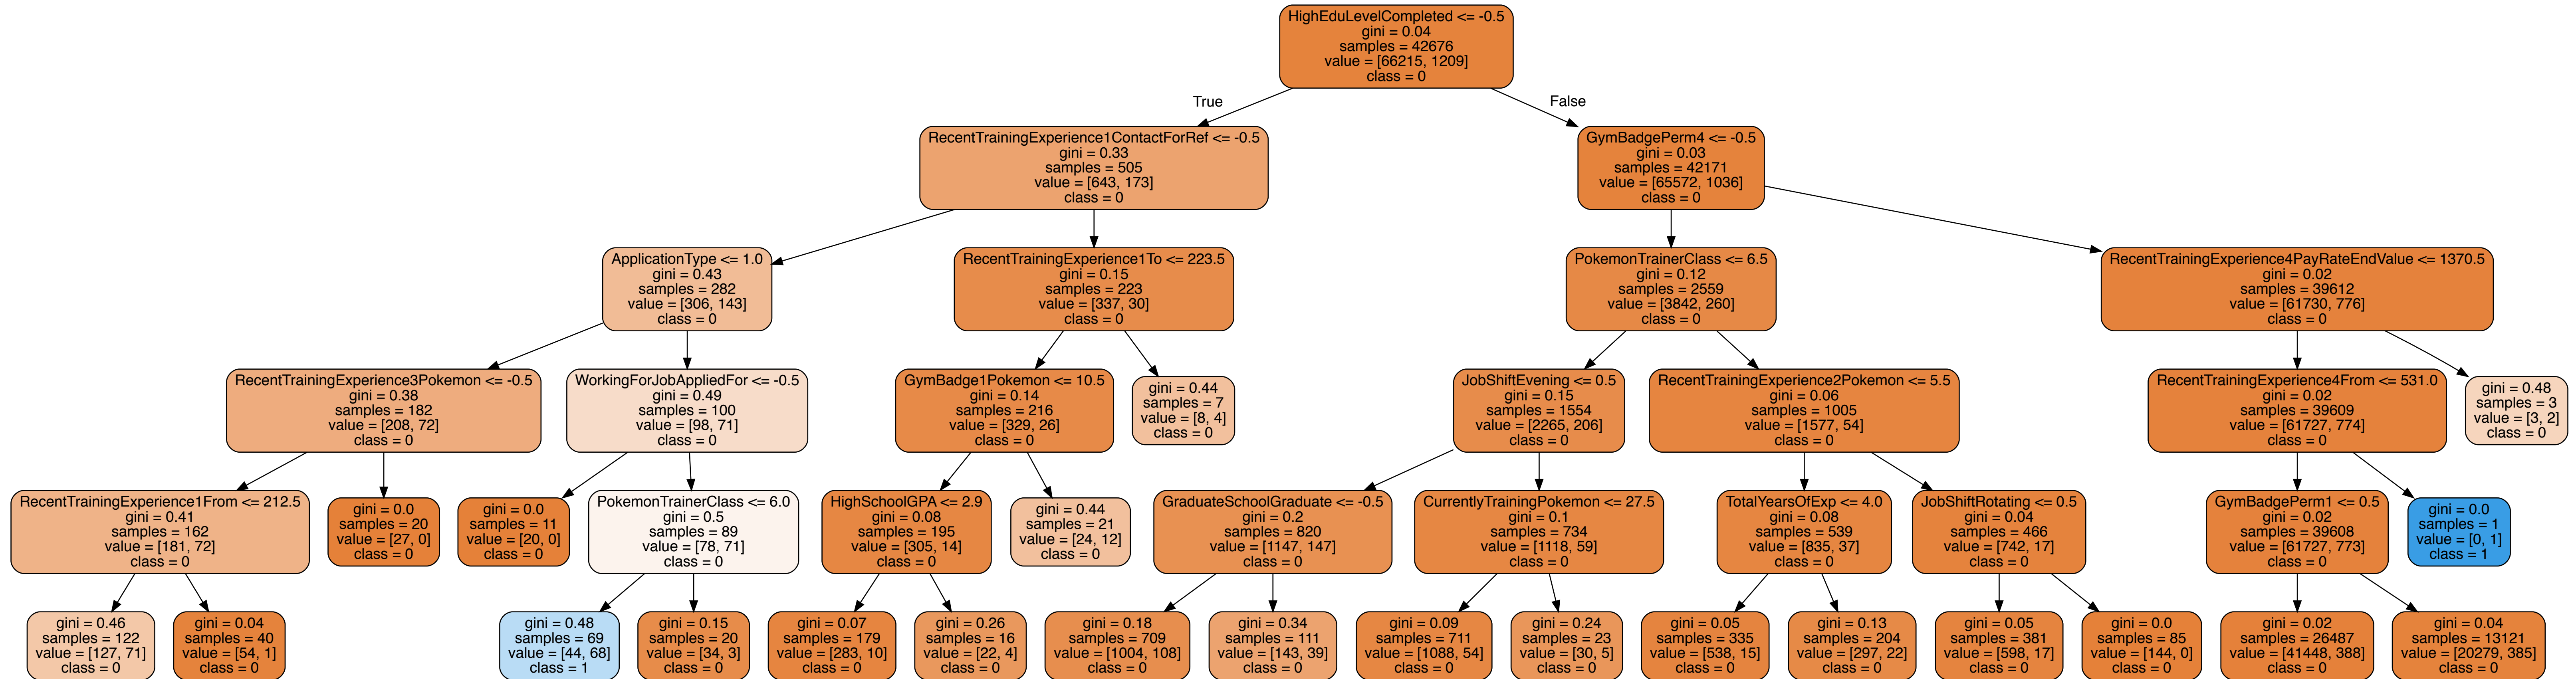 HighEduLevelCompleted <= -0.5
gini = 0.04
samples = 42676
value = [66215, 1209]
class = 0
True
False
RecentTrainingExperience1ContactForRef <= -0.5
gini = 0.33
samples = 505
value = [643, 173]
class = 0
GymBadgePerm4 <= -0.5
gini = 0.03
samples = 42171
value = [65572, 1036]
class = 0
ApplicationType <= 1.0
gini = 0.43
samples = 282
value = [306, 143]
class = 0
RecentTrainingExperience1To <= 223.5
gini = 0.15
samples = 223
value = [337, 30]
class = 0
PokemonTrainerClass <= 6.5
gini = 0.12
samples = 2559
value = [3842, 260]
class = 0
RecentTrainingExperience4PayRateEndValue <= 1370.5
gini = 0.02
samples = 39612
value = [61730, 776]
class = 0
RecentTrainingExperience3Pokemon <= -0.5
gini = 0.38
samples = 182
value = [208, 72]
class = 0
WorkingForJobAppliedFor <= -0.5
gini = 0.49
samples = 100
value = [98, 71]
class = 0
GymBadge1Pokemon <= 10.5
gini = 0.14
samples = 216
value = [329, 26]
class = 0
gini = 0.44
samples = 7
value = [8, 4]
class = 0
JobShiftEvening <= 0.5
gini = 0.15
samples = 1554
value = [2265, 206]
class = 0
RecentTrainingExperience2Pokemon <= 5.5
gini = 0.06
samples = 1005
value = [1577, 54]
class = 0
RecentTrainingExperience4From <= 531.0
gini = 0.02
samples = 39609
value = [61727, 774]
class = 0
gini = 0.48
samples = 3
value = [3, 2]
class = 0
RecentTrainingExperience1From <= 212.5
gini = 0.41
samples = 162
value = [181, 72]
class = 0
gini = 0.0
samples = 20
value = [27, 0]
class = 0
gini = 0.0
samples = 11
value = [20, 0]
class = 0
PokemonTrainerClass <= 6.0
gini = 0.5
samples = 89
value = [78, 71]
class = 0
HighSchoolGPA <= 2.9
gini = 0.08
samples = 195
value = [305, 14]
class = 0
gini = 0.44
samples = 21
value = [24, 12]
class = 0
GraduateSchoolGraduate <= -0.5
gini = 0.2
samples = 820
value = [1147, 147]
class = 0
CurrentlyTrainingPokemon <= 27.5
gini = 0.1
samples = 734
value = [1118, 59]
class = 0
TotalYearsOfExp <= 4.0
gini = 0.08
samples = 539
value = [835, 37]
class = 0
JobShiftRotating <= 0.5
gini = 0.04
samples = 466
value = [742, 17]
class = 0
GymBadgePerm1 <= 0.5
gini = 0.02
samples = 39608
value = [61727, 773]
class = 0
gini = 0.0
samples = 1
value = [0, 1]
class = 1
gini = 0.46
samples = 122
value = [127, 71]
class = 0
gini = 0.04
samples = 40
value = [54, 1]
class = 0
gini = 0.48
samples = 69
value = [44, 68]
class = 1
gini = 0.15
samples = 20
value = [34, 3]
class = 0
gini = 0.07
samples = 179
value = [283, 10]
class = 0
gini = 0.26
samples = 16
value = [22, 4]
class = 0
gini = 0.18
samples = 709
value = [1004, 108]
class = 0
gini = 0.34
samples = 111
value = [143, 39]
class = 0
gini = 0.09
samples = 711
value = [1088, 54]
class = 0
gini = 0.24
samples = 23
value = [30, 5]
class = 0
gini = 0.05
samples = 335
value = [538, 15]
class = 0
gini = 0.13
samples = 204
value = [297, 22]
class = 0
gini = 0.05
samples = 381
value = [598, 17]
class = 0
gini = 0.0
samples = 85
value = [144, 0]
class = 0
gini = 0.02
samples = 26487
value = [41448, 388]
class = 0
gini = 0.04
samples = 13121
value = [20279, 385]
class = 0